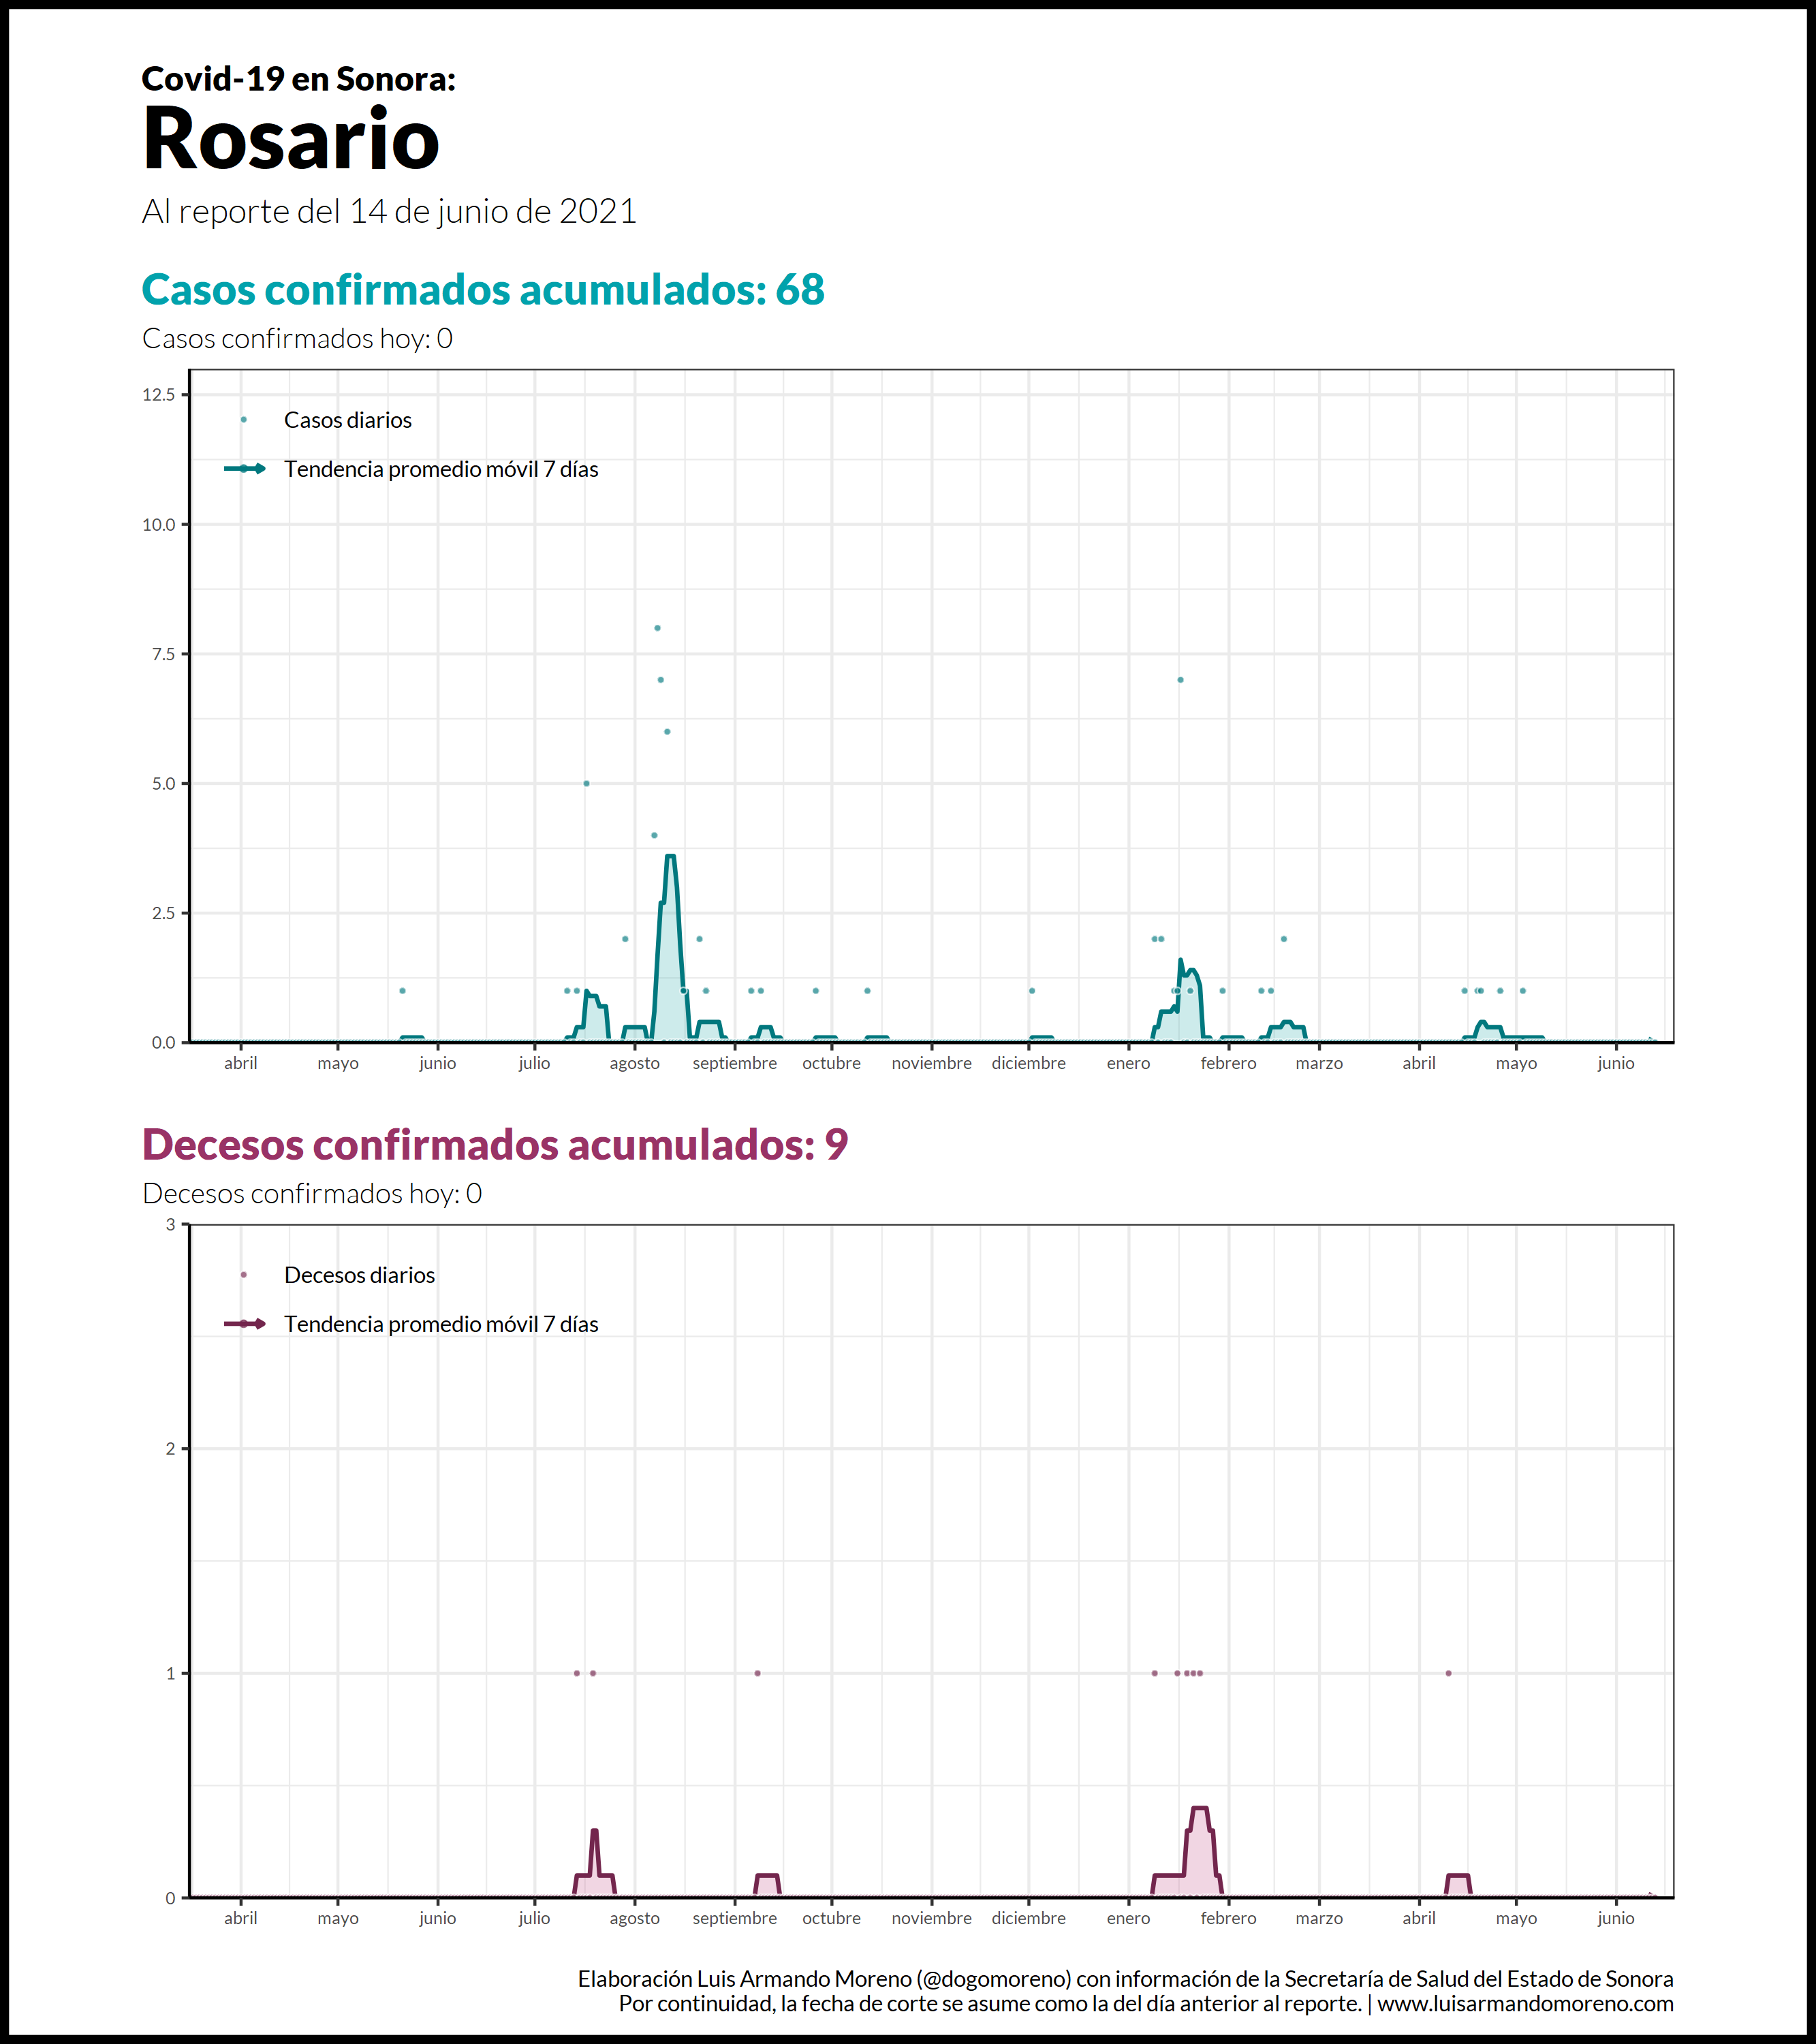 Covid-19 en Sonora:
Rosario
Al reporte del 14 de junio de 2021
Casos confirmados acumulados: 68
Casos confirmados hoy: 0
12.5
10.0
7.5
5.0
2.5
0.0
Casos diarios
Tendencia promedio móvil 7 días
abril mayo junio julio agosto septiembre octubre noviembre diciembre enero febrero marzo abril mayo junio
Decesos confirmados acumulados: 9
Decesos confirmados hoy: 0
3
2
1
0
Decesos diarios
Tendencia promedio móvil 7 días
abril mayo junio julio agosto septiembre octubre noviembre diciembre enero febrero marzo abril mayo junio
Elaboración Luis Armando Moreno (@dogomoreno) con información de la Secretaría de Salud del Estado de Sonora
Por continuidad, la fecha de corte se asume como la del día anterior al reporte. | www.luisarmandomoreno.com